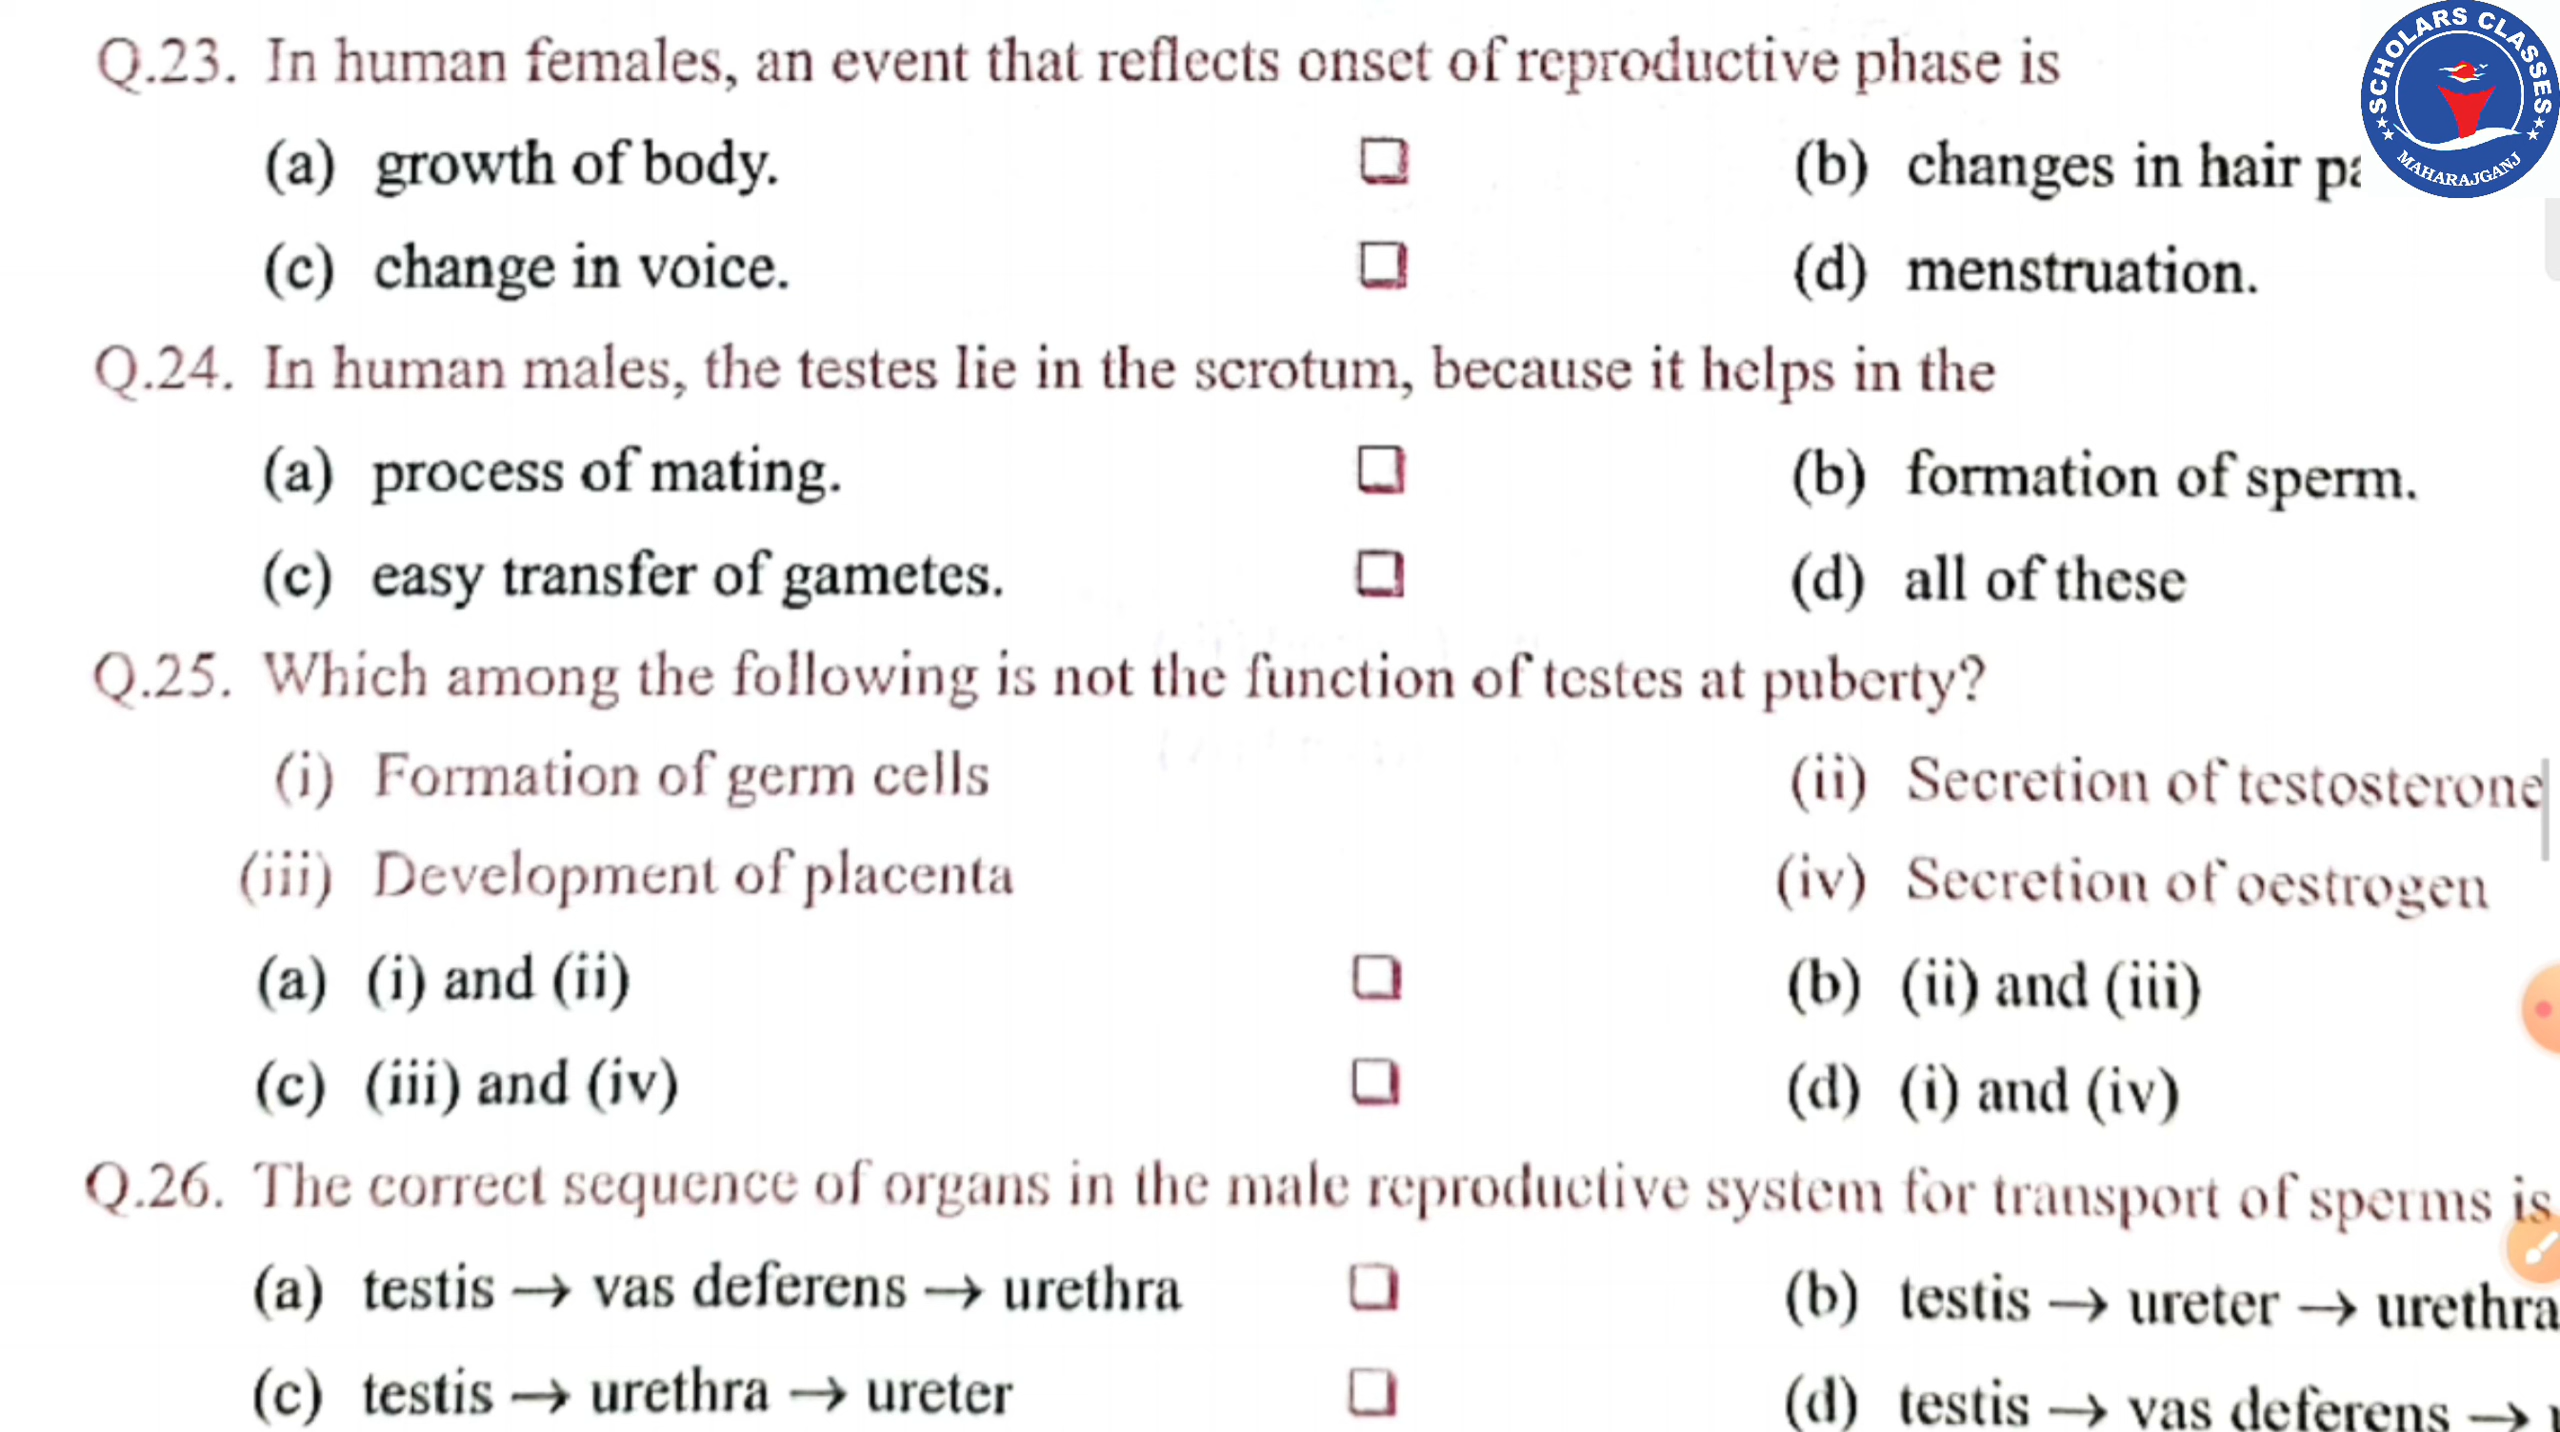 Q.23. In human females, an event that reflects onset of reproductive phase is
(a) growth of body. (b) changes in hair
(c) change in voice. (d) menstruation.
Q.24. In human males, the testes lie in the scrotum, because it helps in the
(a) process of mating. (b) formation of sperm.
(c) easy transfer of gametes. (d) all of these
Q.25. Which among the following is not the function of testes at puberty?
(i) Formation of germ cells (ii) Secretion of testosterone
(iii) Development of placenta (iv) Secretion of oestrogen
(a) (i) and (ii) (b) (ii) and (iii)
(c) (iii) and (iv) (d) (i) and (iv)
Q.26. The correct sequence of organs in the male reproductive system for transport of sperms is
(a) testis → vas deferens → urethra (b) testis → ureter → urethra
(c) testis → urethra → ureter (d) testis → vas deferens →
SCHOLARS CLASSES
MAHARAJGANJ